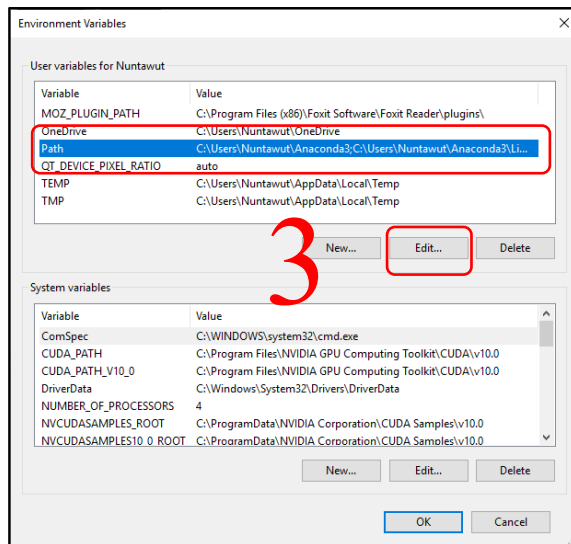 Environment Variables
User variables for Nuntawut
Variable Value
MOZ_PLUGIN_PATH C:\Program Files (x86)\Foxit Software\Foxit Reader\plugins\
OneDrive C:\Users\Nuntawut\OneDrive
Path C:\Users\Nuntawut\Anaconda3;C:\Users\Nuntawut\Anaconda3\Li...
QT_DEVICE_PIXEL_RATIO auto
TEMP C:\Users\Nuntawut\AppData\Local\Temp
TMP C:\Users\Nuntawut\AppData\Local\Temp
3
New... Edit... Delete
System variables
Variable Value
ComSpec C:\WINDOWS\system32\cmd.exe
CUDA_PATH C:\Program Files\NVIDIA GPU Computing Toolkit\CUDA\v10.0
CUDA_PATH_V10_0 C:\Program Files\NVIDIA GPU Computing Toolkit\CUDA\v10.0
DriverData C:\Windows\System32\Drivers\DriverData
NUMBER_OF_PROCESSORS 4
NVCUDASAMPLES_ROOT C:\ProgramData\NVIDIA Corporation\CUDA Samples\v10.0
NVCUDASAMPLES10_0_ROOT C:\ProgramData\NVIDIA Corporation\CUDA Samples\v10.0
New... Edit... Delete
OK Cancel